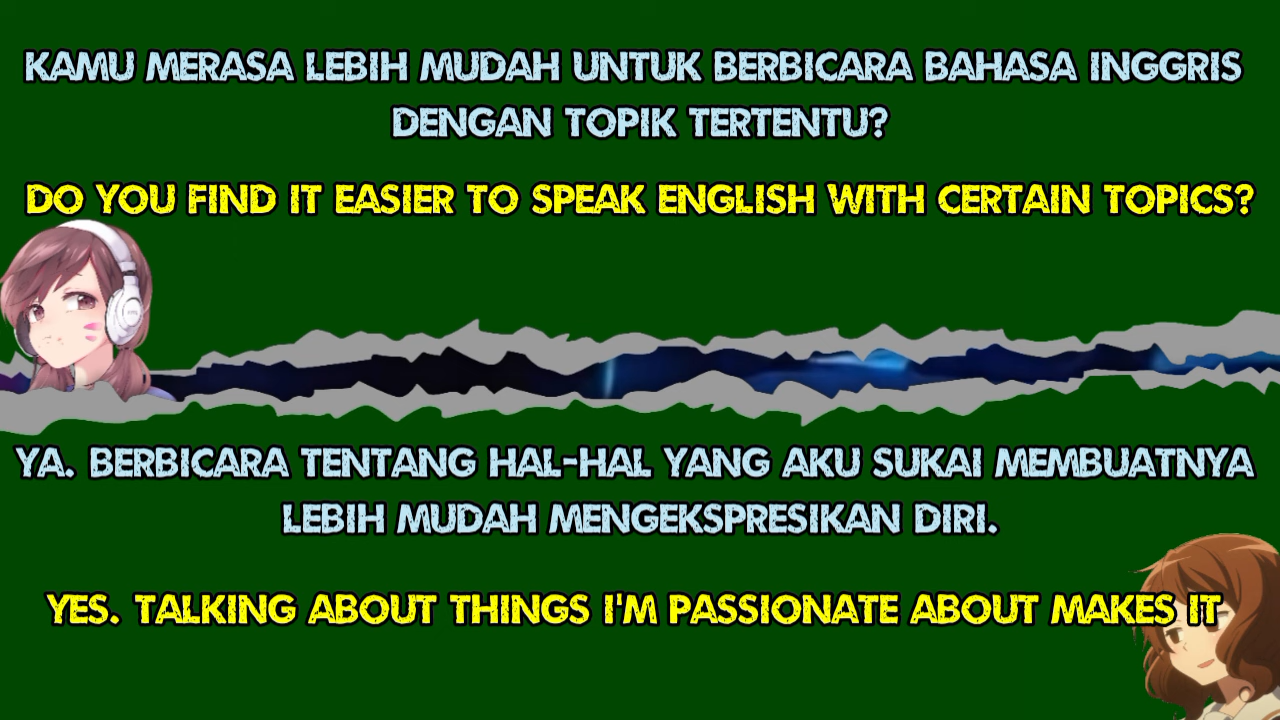 KAMU MERASA LEBIH MUDAH UNTUK BERBICARA BAHASA INGGRIS
DENGAN TOPIK TERTENTU?
DO YOU FIND IT EASIER TO SPEAK ENGLISH WITH CERTAIN TOPICS?
YA. BERBICARA TENTANG HAL-HAL YANG AKU SUKAI MEMBUATNYA
LEBIH MUDAH MENGEKSPRESIKAN DIRI.
YES. TALKING ABOUT THINGS I'M PASSIONATE ABOUT MAKES IT